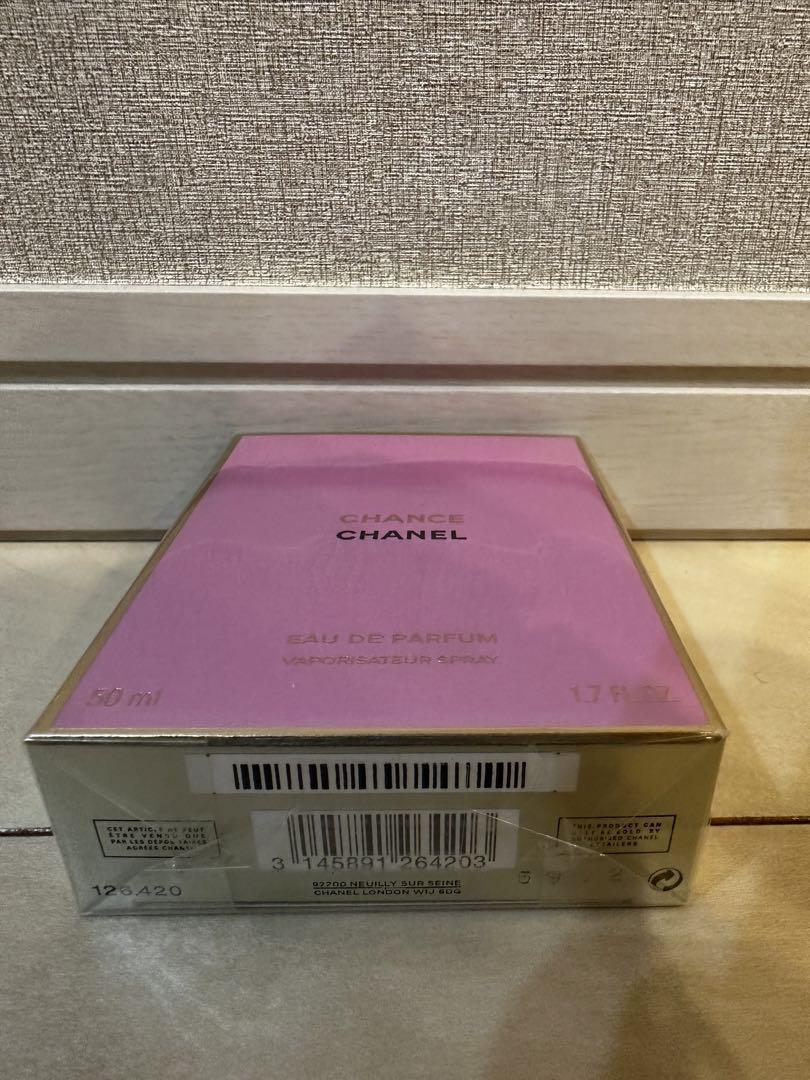 CHANCE
CHANEL
EAU DE PARFUM
VAPORISATEUR SPRAY
50 ml
1.7 FL.OZ.
CET ARTICLE NE PEUT
ÊTRE VENDU QUE
PAR LES DÉPOSITAIRES
AGRÉÉS CHANEL
THIS PRODUCT CAN
ONLY BE SOLD BY
AUTHORISED CHANEL
RETAILERS
3 145891 264203
126.420
92200 NEUILLY SUR SEINE
CHANEL LONDON W1J 6DG